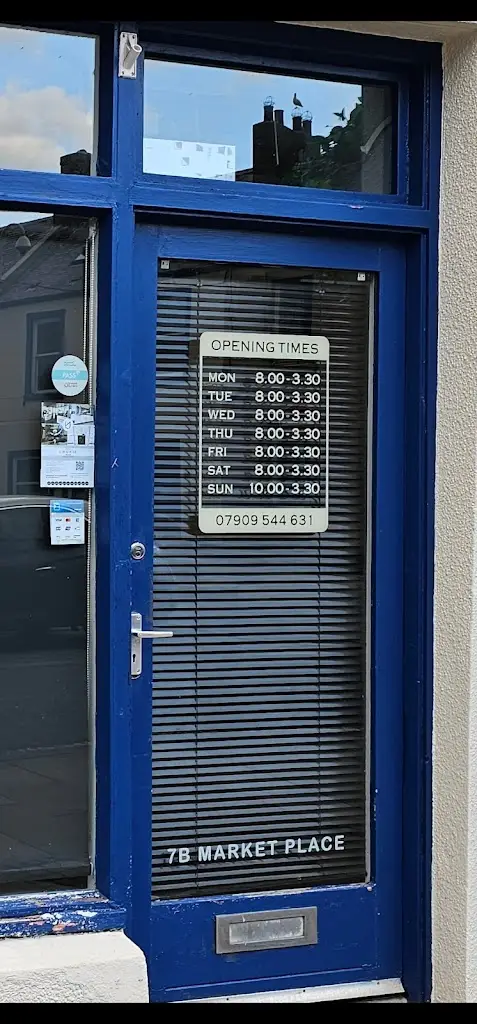 OPENING TIMES
MON 8.00-3.30
TUE 8.00-3.30
WED 8.00-3.30
THU 8.00-3.30
FRI 8.00-3.30
SAT 8.00-3.30
SUN 10.00-3.30
07909 544 631
PASS
VISA
7B MARKET PLACE